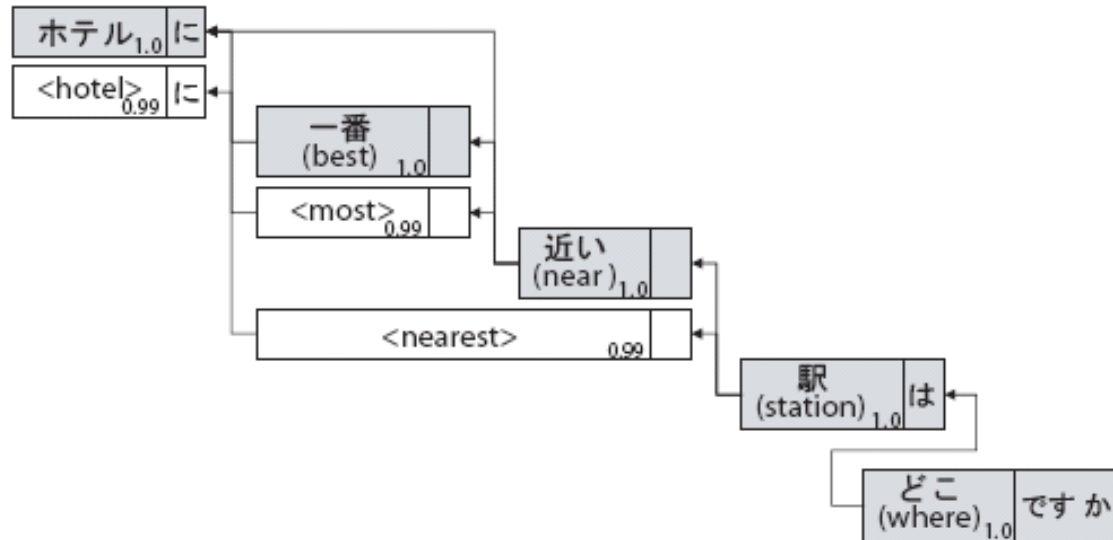 ホテル 1.0 に
<hotel> 0.99 に
一番
(best) 1.0
<most> 0.99
近い
(near) 1.0
<nearest> 0.99
駅
(station) 1.0 は
どこ
(where) 1.0 ですか